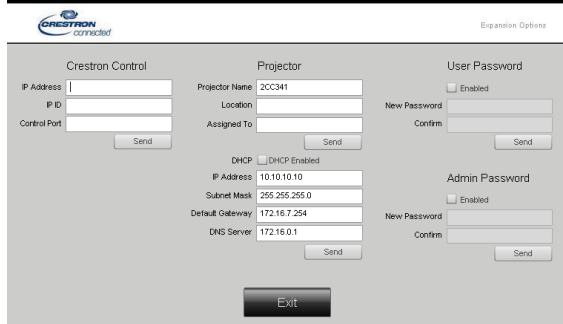 CRESTRON
connected
Expansion Options
Crestron Control
IP Address
IP ID
Control Port
Send
Projector
Projector Name 2CC341
Location
Assigned To
Send
DHCP DHCP Enabled
IP Address 10.10.10.10
Subnet Mask 255.255.255.0
Default Gateway 172.16.7.254
DNS Server 172.16.0.1
Send
User Password
Enabled
New Password
Confirm
Send
Admin Password
Enabled
New Password
Confirm
Send
Exit